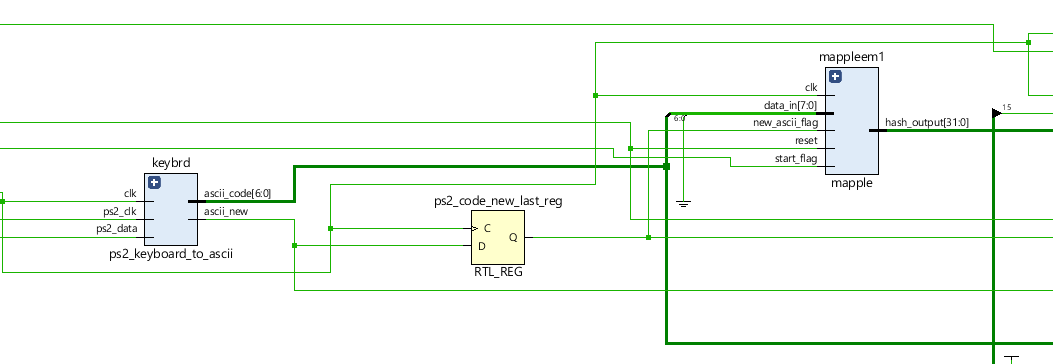 mappleem1
clk
data_in[7:0]
6:0
new_ascii_flag
reset
start_flag
hash_output[31:0]
mapple
15
keybrd
clk
ps2_clk
ps2_data
ascii_code[6:0]
ascii_new
ps2_keyboard_to_ascii
ps2_code_new_last_reg
C
D
Q
RTL_REG